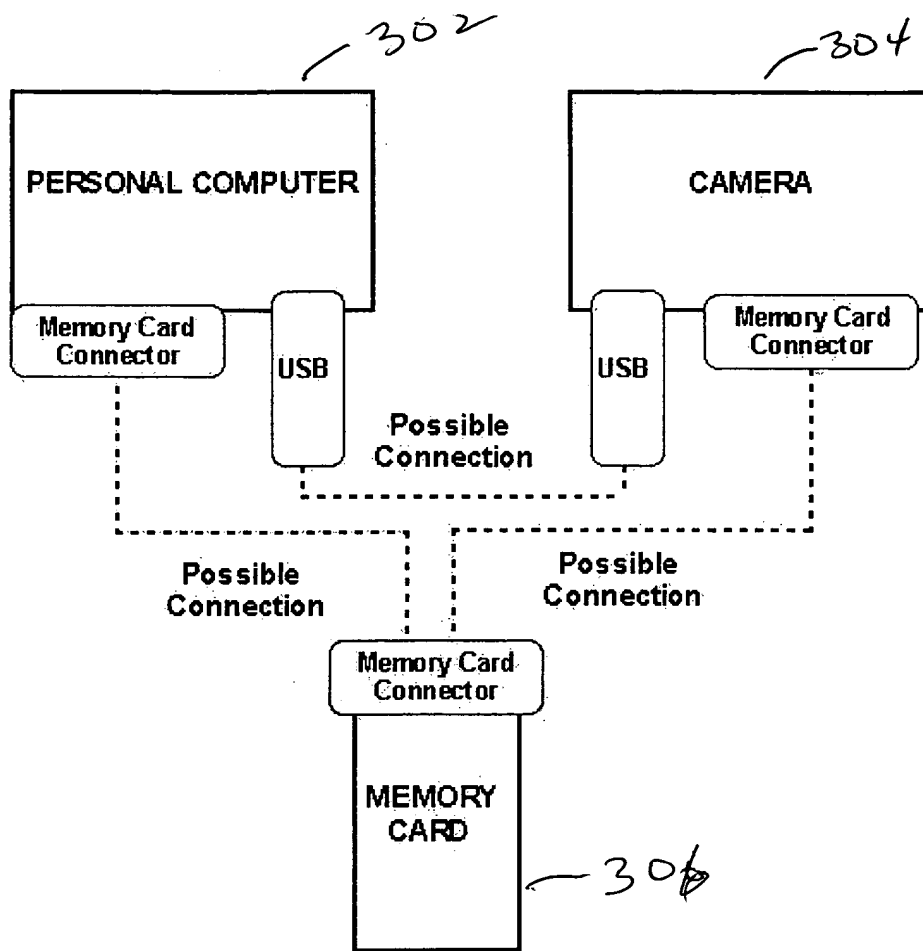 302
304
PERSONAL COMPUTER
CAMERA
Memory Card
Connector
USB
USB
Memory Card
Connector
Possible
Connection
Possible
Connection
Possible
Connection
Memory Card
Connector
MEMORY
CARD
306